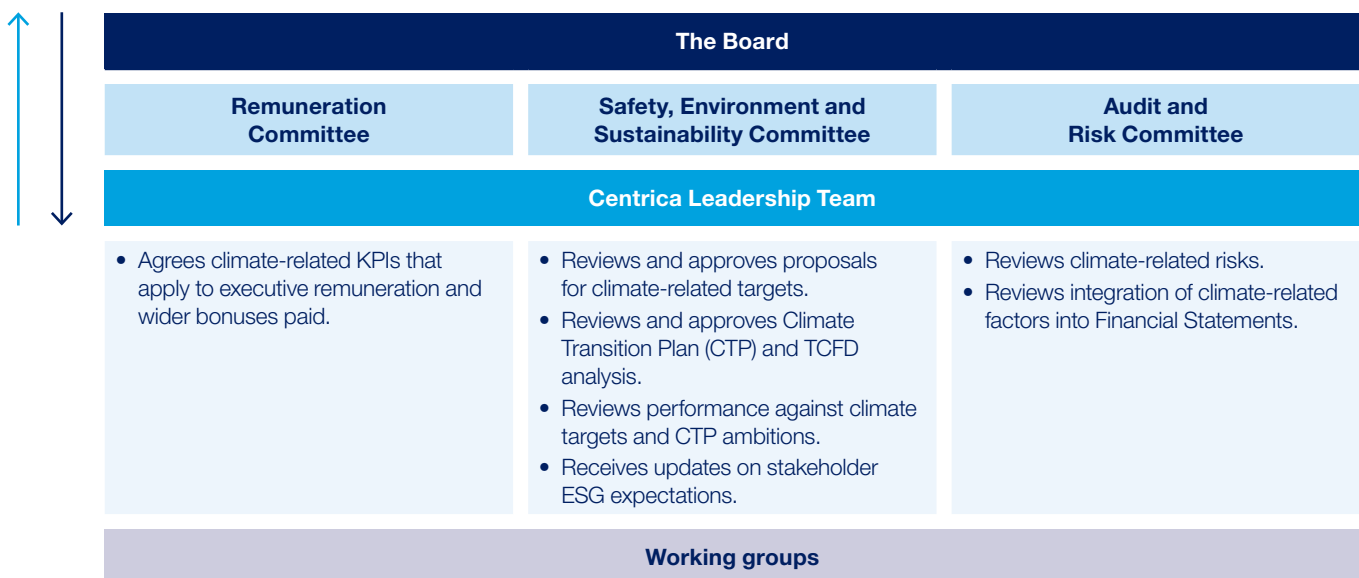 The Board
Remuneration
Committee
Safety, Environment and
Sustainability Committee
Audit and
Risk Committee
Centrica Leadership Team
• Agrees climate-related KPIs that
apply to executive remuneration and
wider bonuses paid.
• Reviews and approves proposals
for climate-related targets.
• Reviews and approves Climate
Transition Plan (CTP) and TCFD
analysis.
• Reviews performance against climate
targets and CTP ambitions.
• Receives updates on stakeholder
ESG expectations.
• Reviews climate-related risks.
• Reviews integration of climate-related
factors into Financial Statements.
Working groups